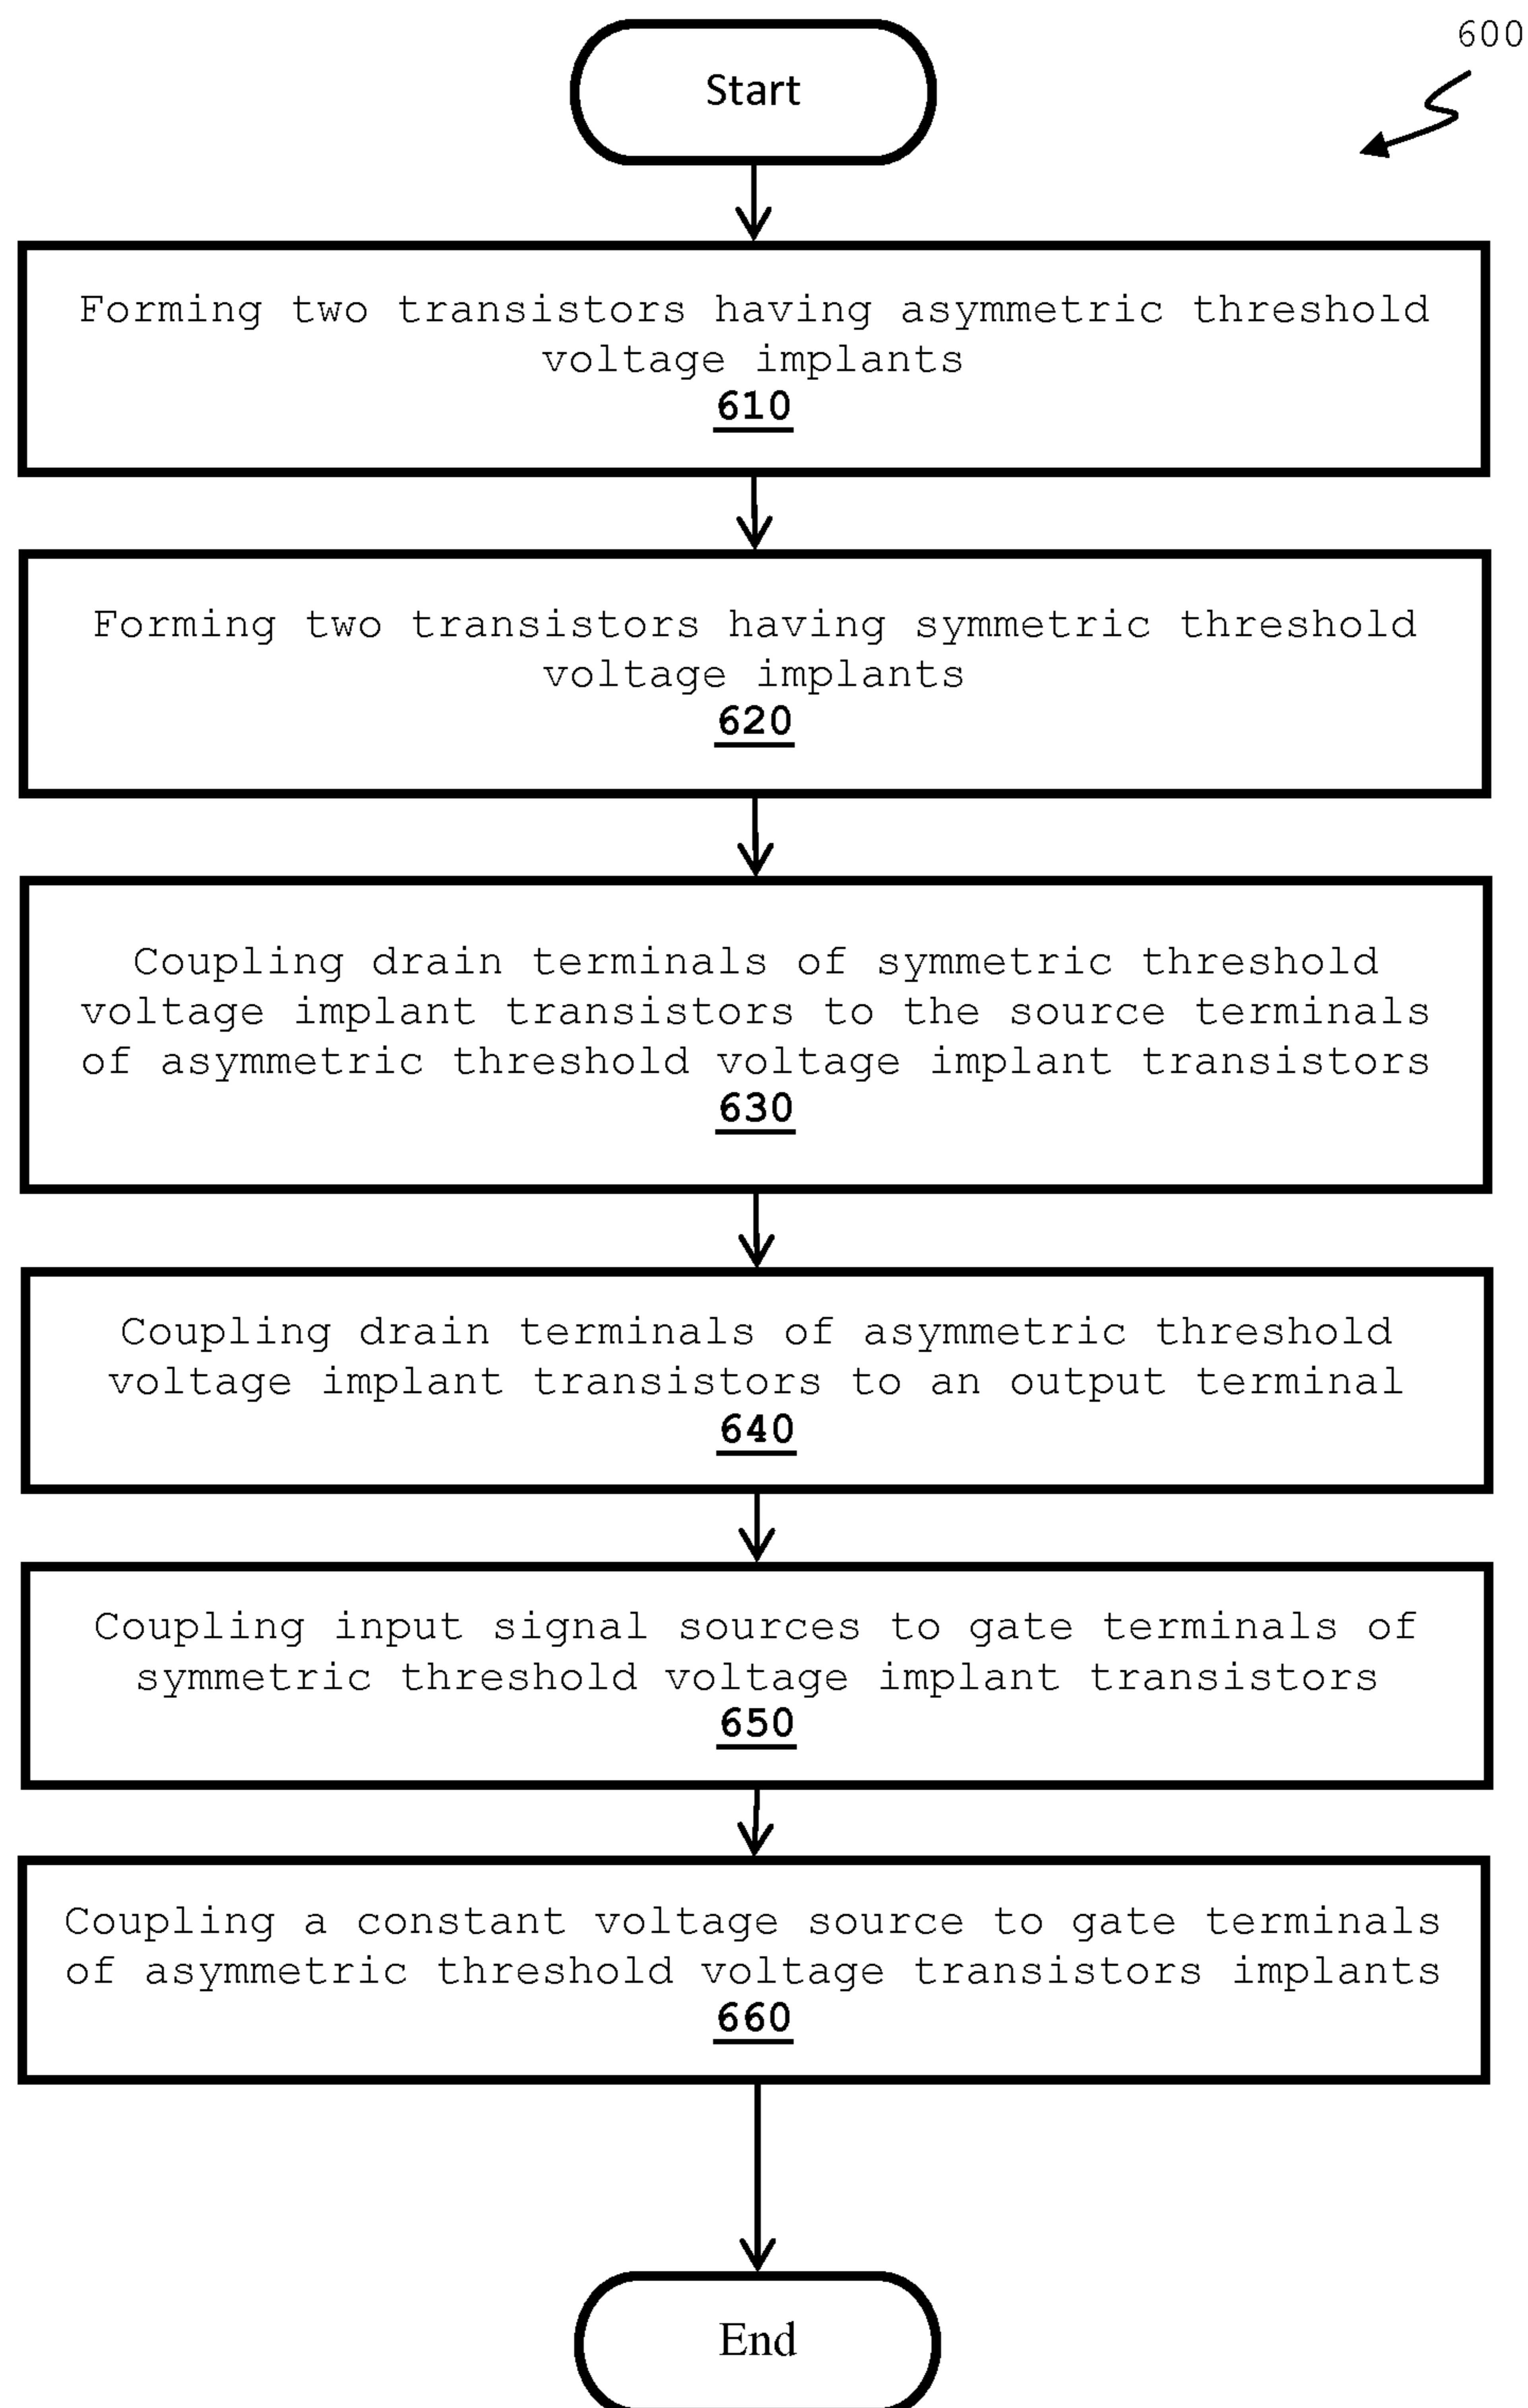 600
Start
Forming two transistors having asymmetric threshold
voltage implants
610
Forming two transistors having symmetric threshold
voltage implants
620
Coupling drain terminals of symmetric threshold
voltage implant transistors to the source terminals
of asymmetric threshold voltage implant transistors
630
Coupling drain terminals of asymmetric threshold
voltage implant transistors to an output terminal
640
Coupling input signal sources to gate terminals of
symmetric threshold voltage implant transistors
650
Coupling a constant voltage source to gate terminals
of asymmetric threshold voltage transistors implants
660
End